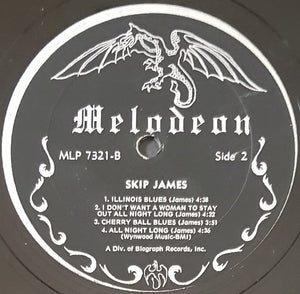 Melodeon
MLP 7321-B Side 2
SKIP JAMES
1. ILLINOIS BLUES (James) 4:38
2. I DON'T WANT A WOMAN TO STAY
OUT ALL NIGHT LONG (James) 4:32
3. CHERRY BALL BLUES (James) 3:51
4. ALL NIGHT LONG (James) 4:36
(Wynwood Music-BMI)
A Div. of Biograph Records, Inc.